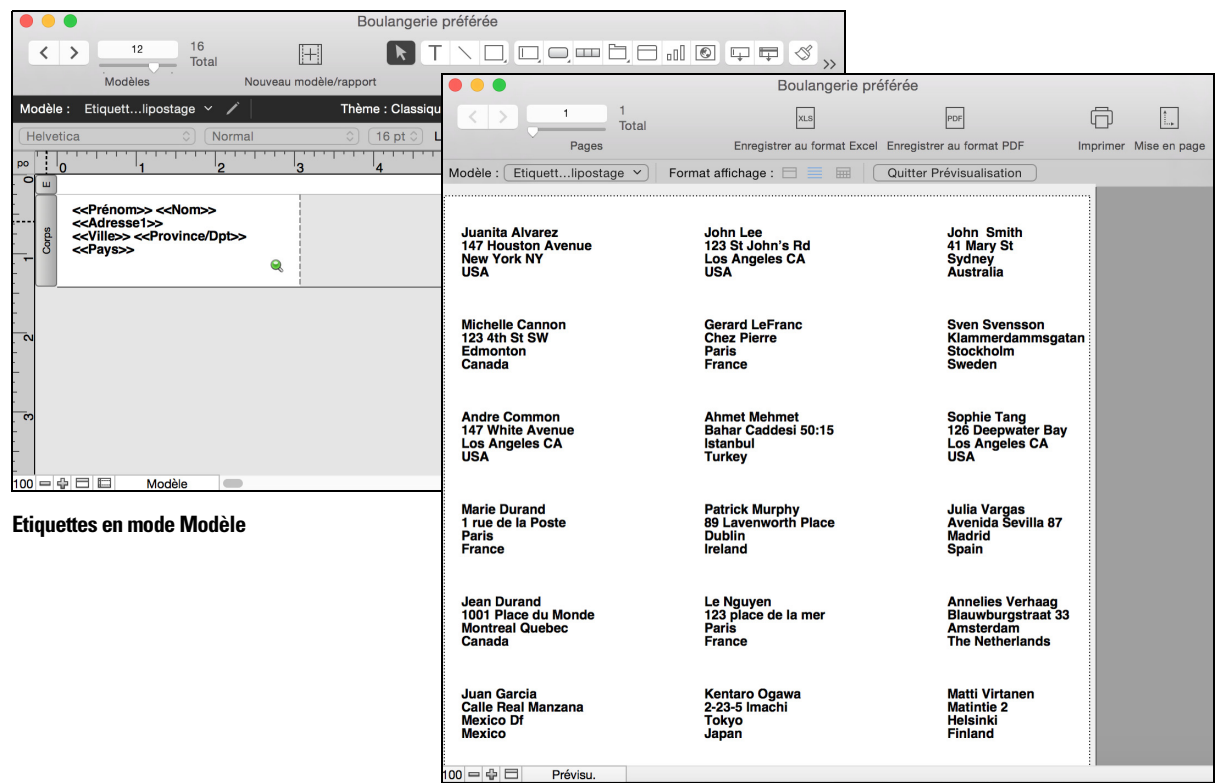 Boulangerie préférée
12
16
Total
Modèles
Nouveau modèle/rapport
Modèle : Etiquett...lipostage
Thème : Classiqu
Helvetica
Normal
16 pt
L
po
0 1 2 3 4
0
1
2
3
E
Corps
<<Prénom>> <<Nom>>
<<Adresse1>>
<<Ville>> <<Province/Dpt>>
<<Pays>>
100
Modèle
Etiquettes en mode Modèle
Boulangerie préférée
1
1
Total
Pages
XLS
Enregistrer au format Excel
PDF
Enregistrer au format PDF
Imprimer
Mise en page
Modèle : Etiquett...lipostage
Format affichage :
Quitter Prévisualisation
Juanita Alvarez
147 Houston Avenue
New York NY
USA
John Lee
123 St John's Rd
Los Angeles CA
USA
John  Smith
41 Mary St
Sydney
Australia
Michelle Cannon
123 4th St SW
Edmonton
Canada
Gerard LeFranc
Chez Pierre
Paris
France
Sven Svensson
Klammerdammsgatan
Stockholm
Sweden
Andre Common
147 White Avenue
Los Angeles CA
USA
Ahmet Mehmet
Bahar Caddesi 50:15
Istanbul
Turkey
Sophie Tang
126 Deepwater Bay
Los Angeles CA
USA
Marie Durand
1 rue de la Poste
Paris
France
Patrick Murphy
89 Lavenworth Place
Dublin
Ireland
Julia Vargas
Avenida Sevilla 87
Madrid
Spain
Jean Durand
1001 Place du Monde
Montreal Quebec
Canada
Le Nguyen
123 place de la mer
Paris
France
Annelies Verhaag
Blauwburgstraat 33
Amsterdam
The Netherlands
Juan Garcia
Calle Real Manzana
Mexico Df
Mexico
Kentaro Ogawa
2-23-5 Imachi
Tokyo
Japan
Matti Virtanen
Matintie 2
Helsinki
Finland
100
Prévisu.